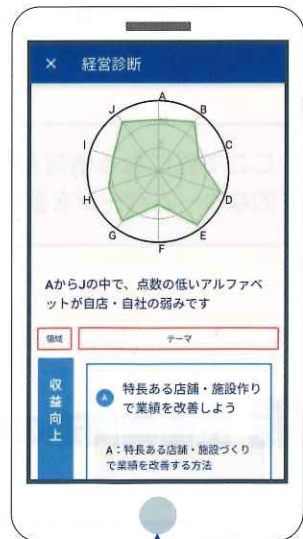 × 経営診断
A
B
C
D
E
F
G
H
I
J
AからJの中で、点数の低いアルファベ
ットが自店・自社の弱みです
領域
テーマ
収益向上
A
特長ある店舗・施設作り
で業績を改善しよう
A：特長ある店舗・施設づくり
で業績を改善する方法